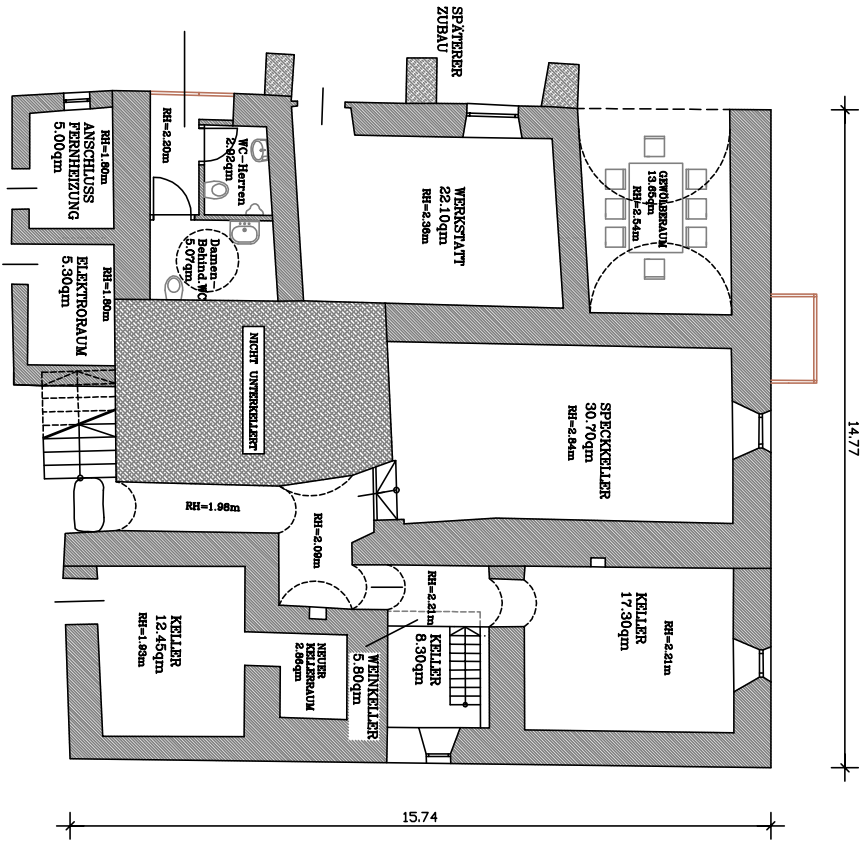 SPÄTERER
ZUBAU
RH=1.80m
ANSCHLUSS
FERNHEIZUNG
5.00qm
RH=2.20m
WC-Herren
2.92qm
WERKSTATT
22.10qm
RH=2.36m
GEWÖLBERAUM
13.65qm
RH=2.54m
RH=1.80m
ELEKTRORAUM
5.30qm
Damen-
Behind.WC
5.07qm
NICHT UNTERKELLERT
SPECKKELLER
30.70qm
RH=2.84m
14.77
RH=1.98m
RH=2.09m
RH=2.21m
KELLER
12.45qm
RH=1.93m
NEUER
KELLERRAUM
2.86qm
WEINKELLER
5.80qm
KELLER
8.30qm
KELLER
17.30qm
RH=2.21m
15.74